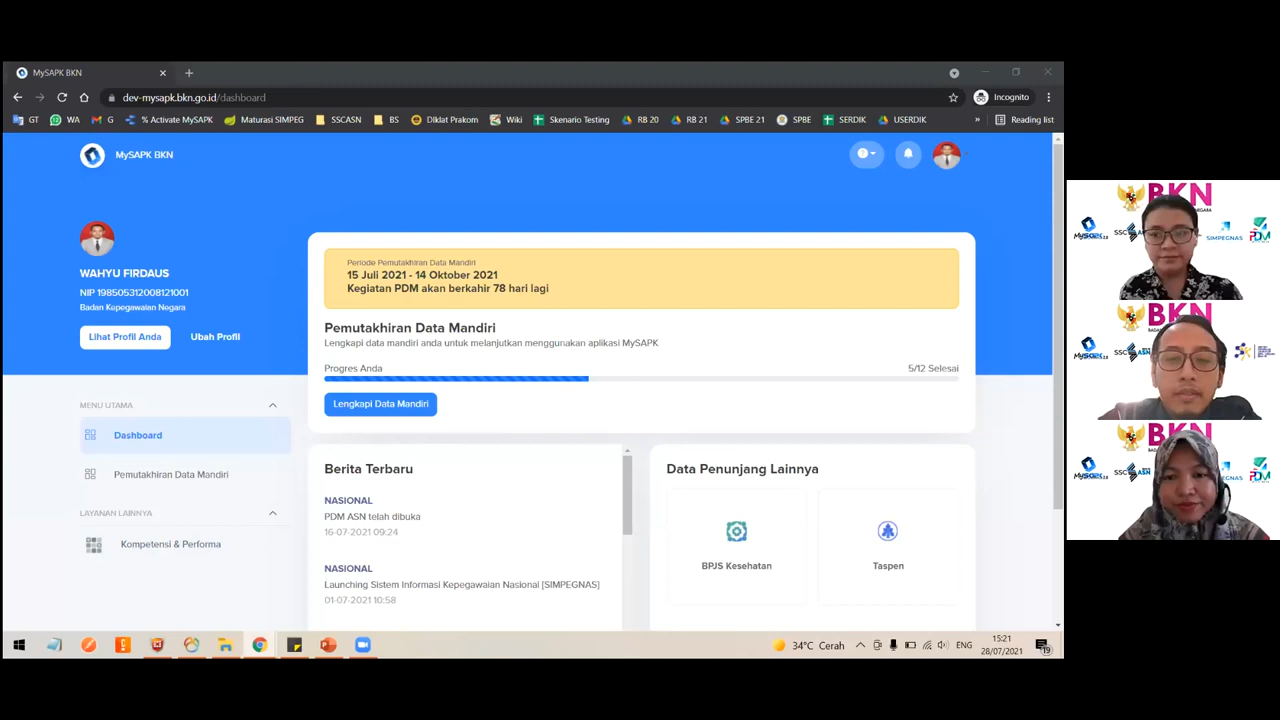 MySAPK BKN
dev-mysapk.bkn.go.id/dashboard
Incognito
GT
WA
G
% Activate MySAPK
Maturasi SIMPEG
SSCASN
BS
DIklat Prakom
Wiki
Skenario Testing
RB 20
RB 21
SPBE 21
SPBE
SERDIK
USERDIK
»
Reading list
MySAPK BKN
WAHYU FIRDAUS
NIP 198505312008121001
Badan Kepegawaian Negara
Lihat Profil Anda
Ubah Profil
Periode Pemutakhiran Data Mandiri
15 Juli 2021 - 14 Oktober 2021
Kegiatan PDM akan berkahir 78 hari lagi
Pemutakhiran Data Mandiri
Lengkapi data mandiri anda untuk melanjutkan menggunakan aplikasi MySAPK
Progres Anda
5/12 Selesai
Lengkapi Data Mandiri
MENU UTAMA
Dashboard
Pemutakhiran Data Mandiri
LAYANAN LAINNYA
Kompetensi & Performa
Berita Terbaru
NASIONAL
PDM ASN telah dibuka
16-07-2021 09:24
NASIONAL
Launching Sistem Informasi Kepegawaian Nasional [SIMPEGNAS]
01-07-2021 10:58
Data Penunjang Lainnya
BPJS Kesehatan
Taspen
34°C Cerah
ENG
15:21
28/07/2021
19
BKN
SIMPEGNAS
PDM
BKN
BKN
PDM